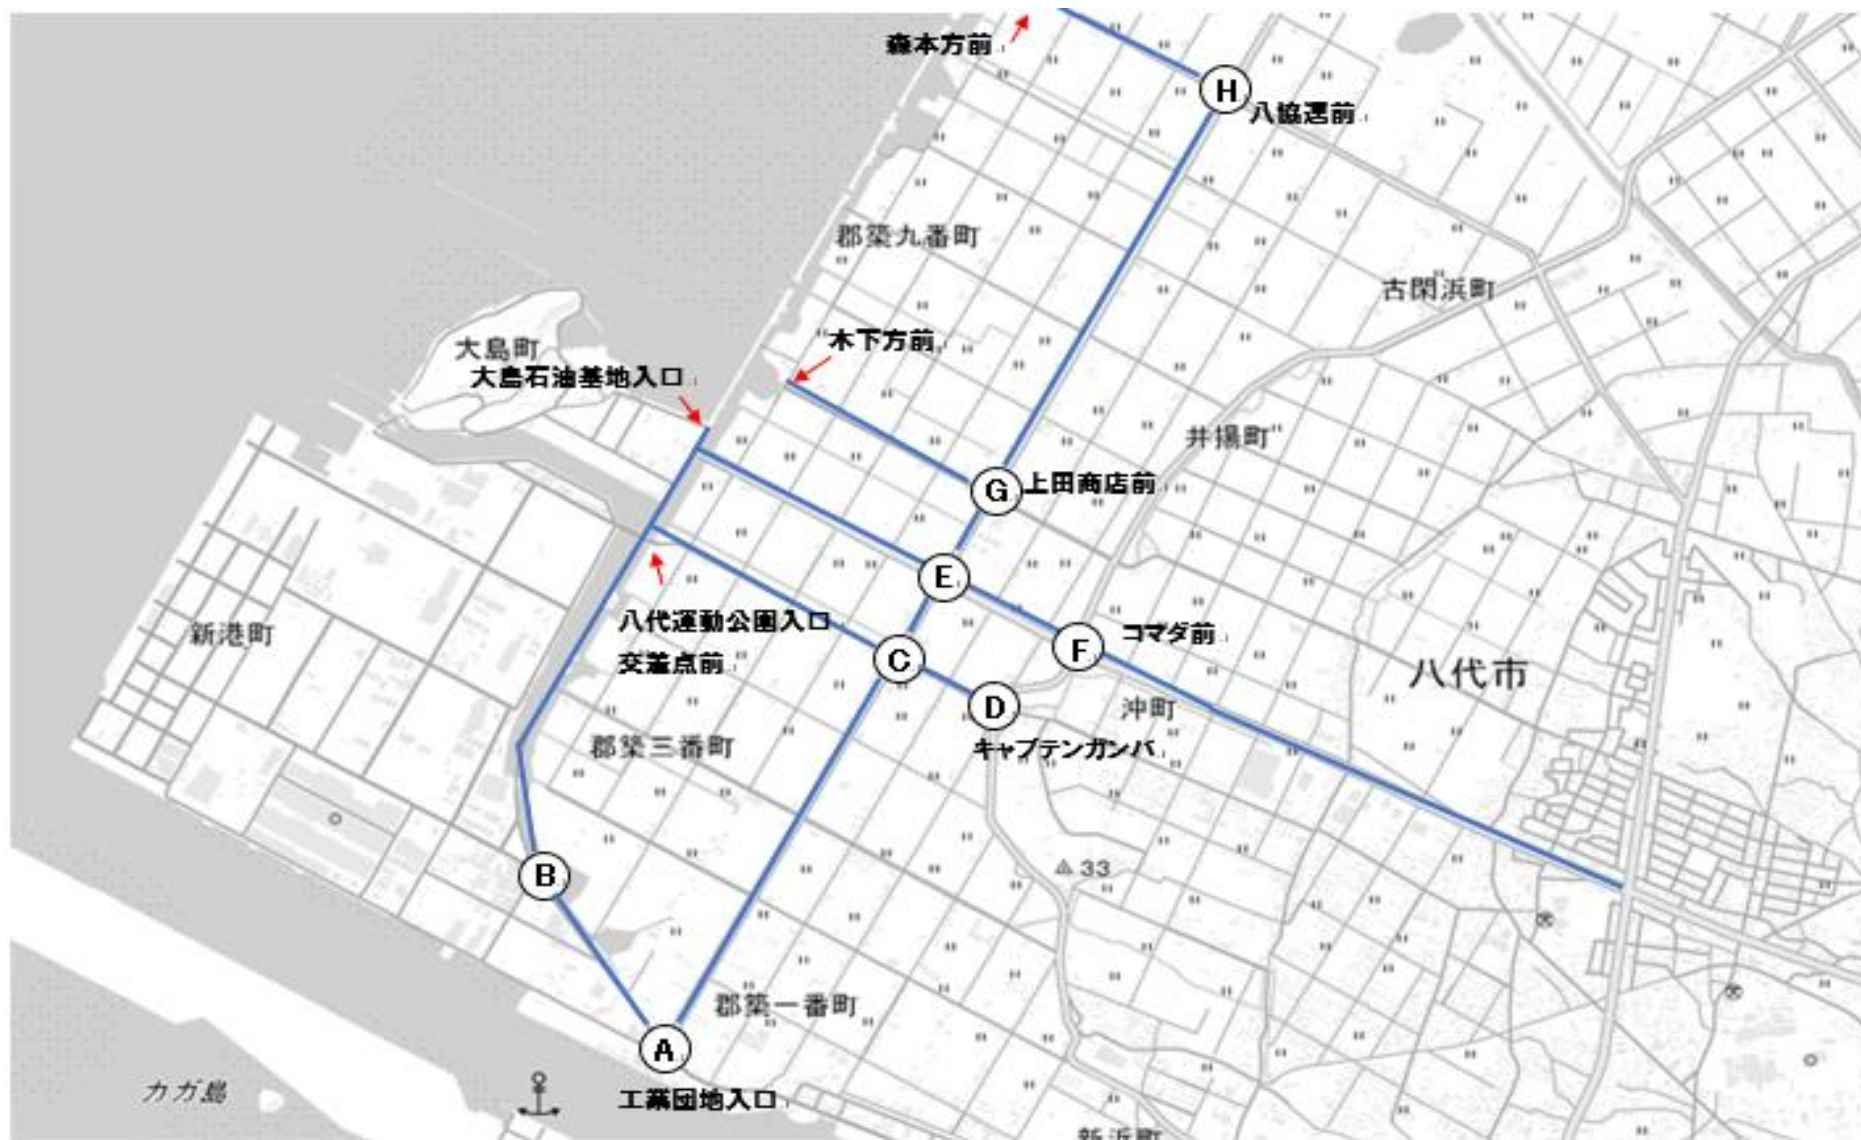 森本方前
H
八協運前
郡築九番町
古閑浜町
木下方前
大島町
大島石油基地入口
井揚町
G
上田商店前
E
八代運動公園入口
交差点前
新港町
コマダ前
F
C
八代市
D
沖町
郡築三番町
キャプテンガンバ
B
33
郡築一番町
A
カガ島
工業団地入口
新浜町